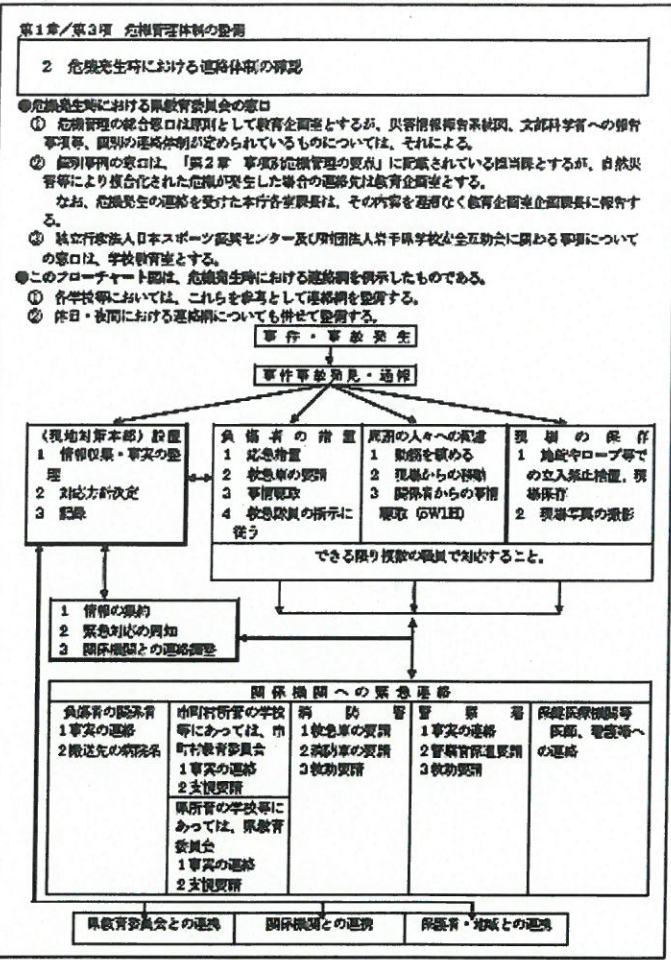 第1章/第3項 危機管理体制の整備
2 危機発生時における連絡体制の確認
●危機発生時における県教育委員会の窓口
① 危機管理の総合窓口は原則として教育企画室とするが、災害情報報告系統図、文部科学省への報告
事項等、個別の連絡体制が定められているものについては、それによる。
② 個別事案の窓口は、「第2章 事項別危機管理の要点」に記載されている担当課とするが、自然災
害等により複合化された危機が発生した場合の連絡先は教育企画室とする。
なお、危機発生の連絡を受けた本庁各室課長は、その内容を遅滞なく教育企画室企画課長に報告す
る。
③ 独立行政法人日本スポーツ振興センター及び財団法人岩手県学校安全互助会に関わる事項について
の窓口は、学校教育室とする。
●このフローチャート図は、危機発生時における連絡網を例示したものである。
① 各学校等においては、これらを参考として連絡網を整備する。
② 休日・夜間における連絡網についても併せて整備する。
事件・事故発生
事件事故発見・通報
(現地対策本部)設置
1 情報収集・事実の整
理
2 対応方針決定
3 記録
負傷者の措置
1 応急措置
2 救急車の要請
3 事情聴取
4 救急隊員の指示に
従う
周囲の人々への配慮
1 動揺を鎮める
2 現場からの移動
3 関係者からの事情
聴取(5W1H)
現場の保存
1 施錠やロープ等で
の立入禁止措置、現
場保存
2 現場写真の撮影
できる限り複数の職員で対応すること。
1 情報の集約
2 緊急対応の周知
3 関係機関との連絡調整
関係機関への緊急連絡
負傷者の関係者
1事実の連絡
2搬送先の病院名
市町村所管の学校
等にあっては、市
町村教育委員会
1事実の連絡
2支援要請
県所管の学校等に
あっては、県教育
委員会
1事実の連絡
2支援要請
消防署
1救急車の要請
2消防車の要請
3救助要請
警察署
1事実の連絡
2警察官派遣要請
3救助要請
保健医療機関等
医師、看護等へ
の連絡
県教育委員会との連携
関係機関との連携
保護者・地域との連携